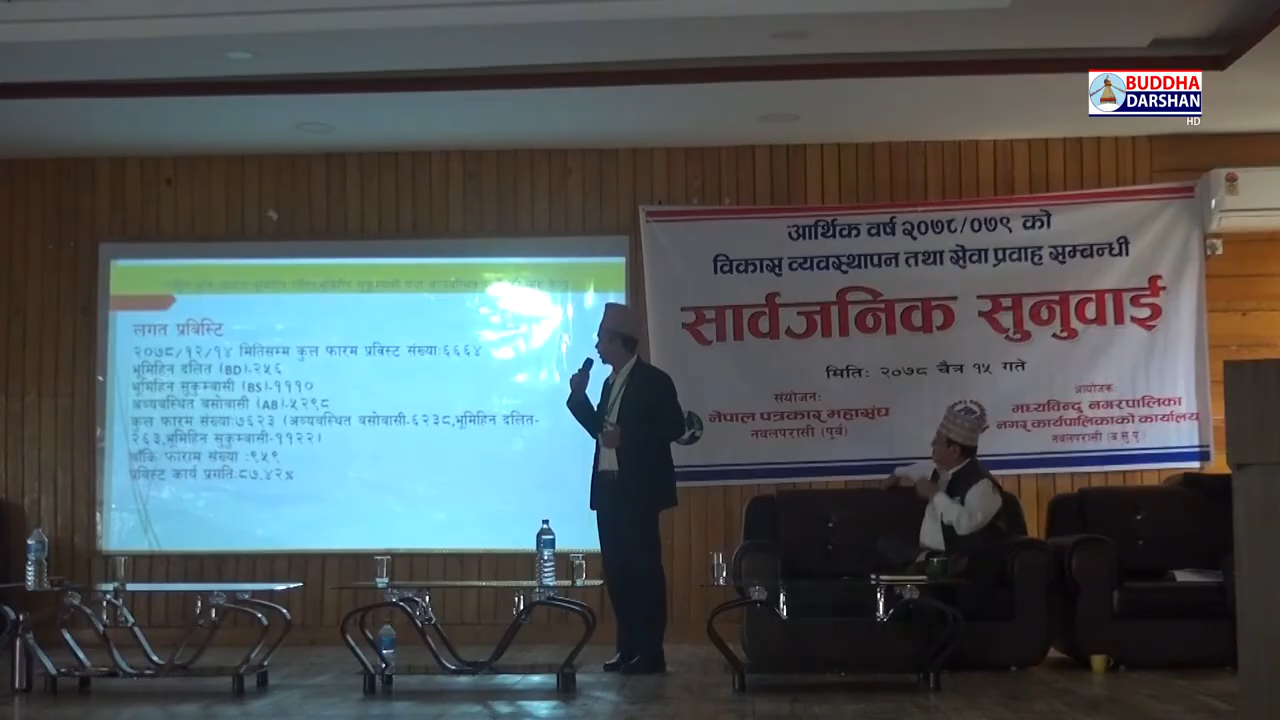 BUDDHA
DARSHAN
HD
आर्थिक वर्ष २०७८/०७९ को
विकास व्यवस्थापन तथा सेवा प्रवाह सम्बन्धी
सार्वजनिक सुनुवाई
मितिः २०७८ चैत्र १५ गते
संयोजनः
नेपाल पत्रकार महासंघ
नवलपरासी (पूर्व)
आयोजकः
मध्यविन्दु नगरपालिका
नगर कार्यपालिकाको कार्यालय
नवलपरासी (ब.सु.पू.)
लगत प्रविस्टि
२०७८/१२/१४ मितिसम्म कुल फारम प्रविस्ट संख्याः६६६४
भूमिहिन दलित (BD)-२५६
भूमिहिन सुकुम्वासी (BS)-१११०
अव्यवस्थित बसोवासी (AB)-५२९८
कुल फारम संख्याः७६२३ (अव्यवस्थित बसोवासी-६२३८,भूमिहिन दलित-
२६३,भूमिहिन सुकुम्वासी-११२२)
बाँकि फाराम संख्या :९५९
प्रविस्ट कार्य प्रगतिः८७.४२%